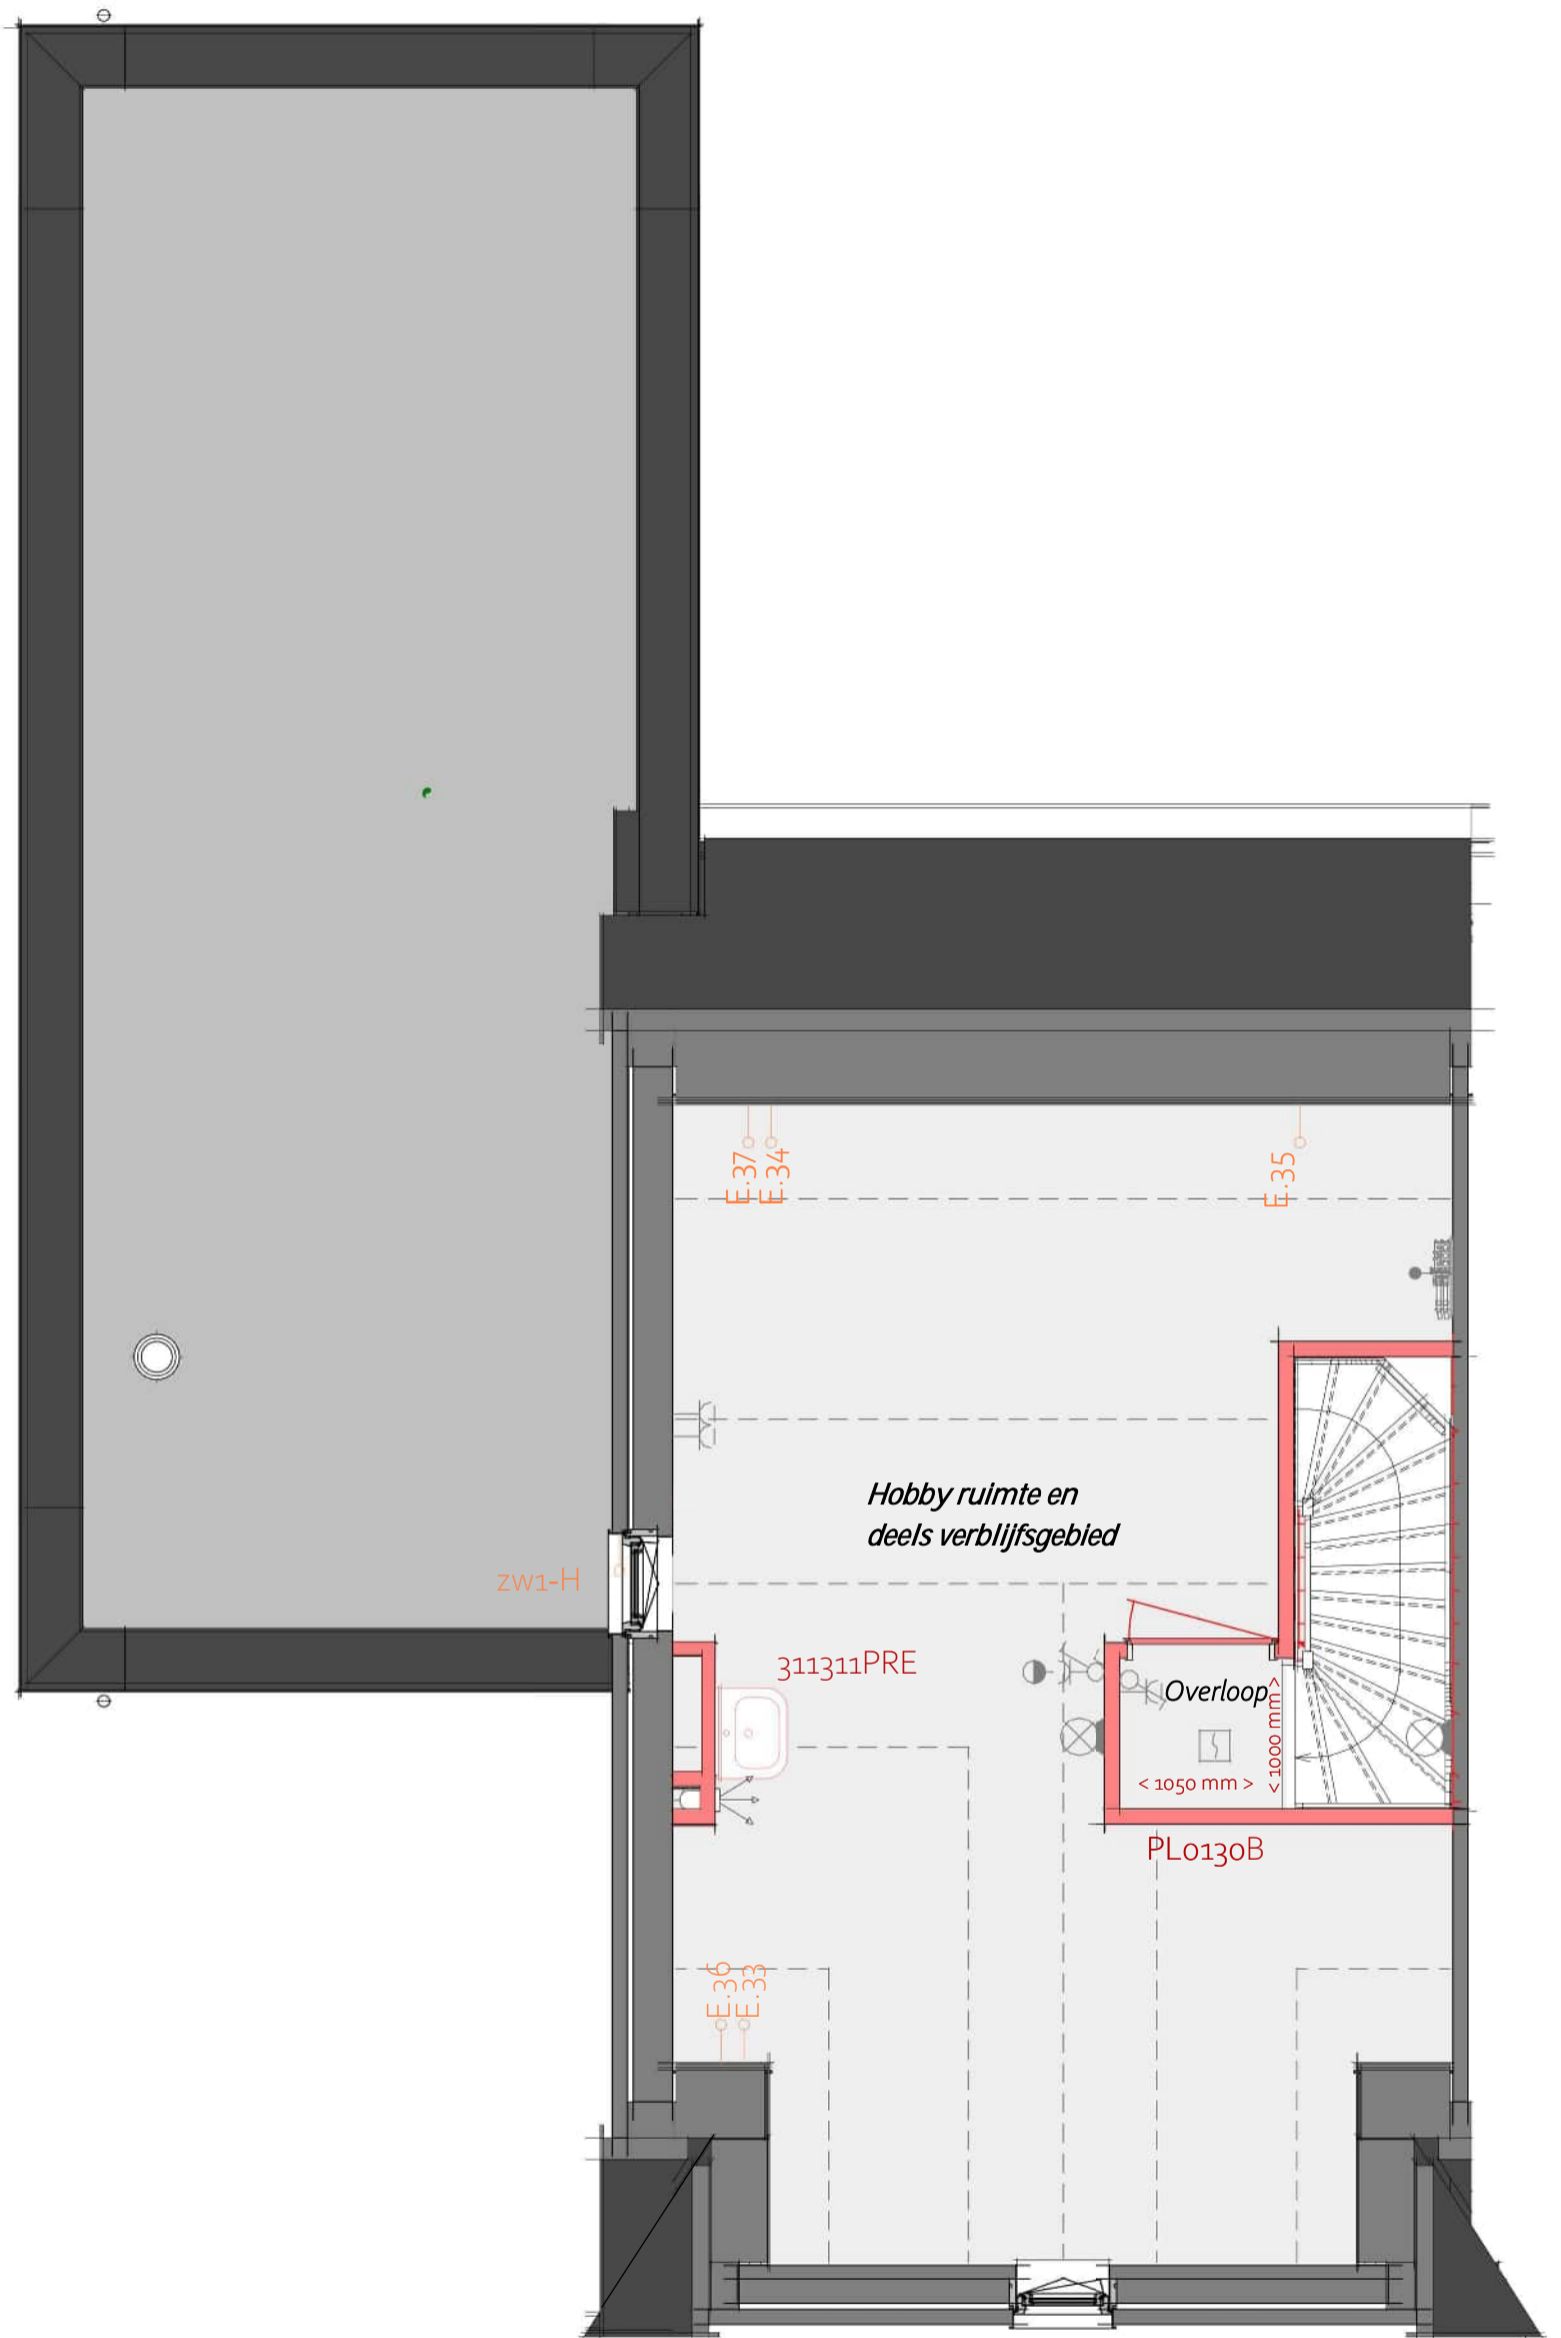 E.37
E.34
E.35
Hobby ruimte en
deels verblijfsgebied
zw1-H
311311PRE
Overloop
< 1000 mm >
< 1050 mm >
PL0130B
E.36
E.33